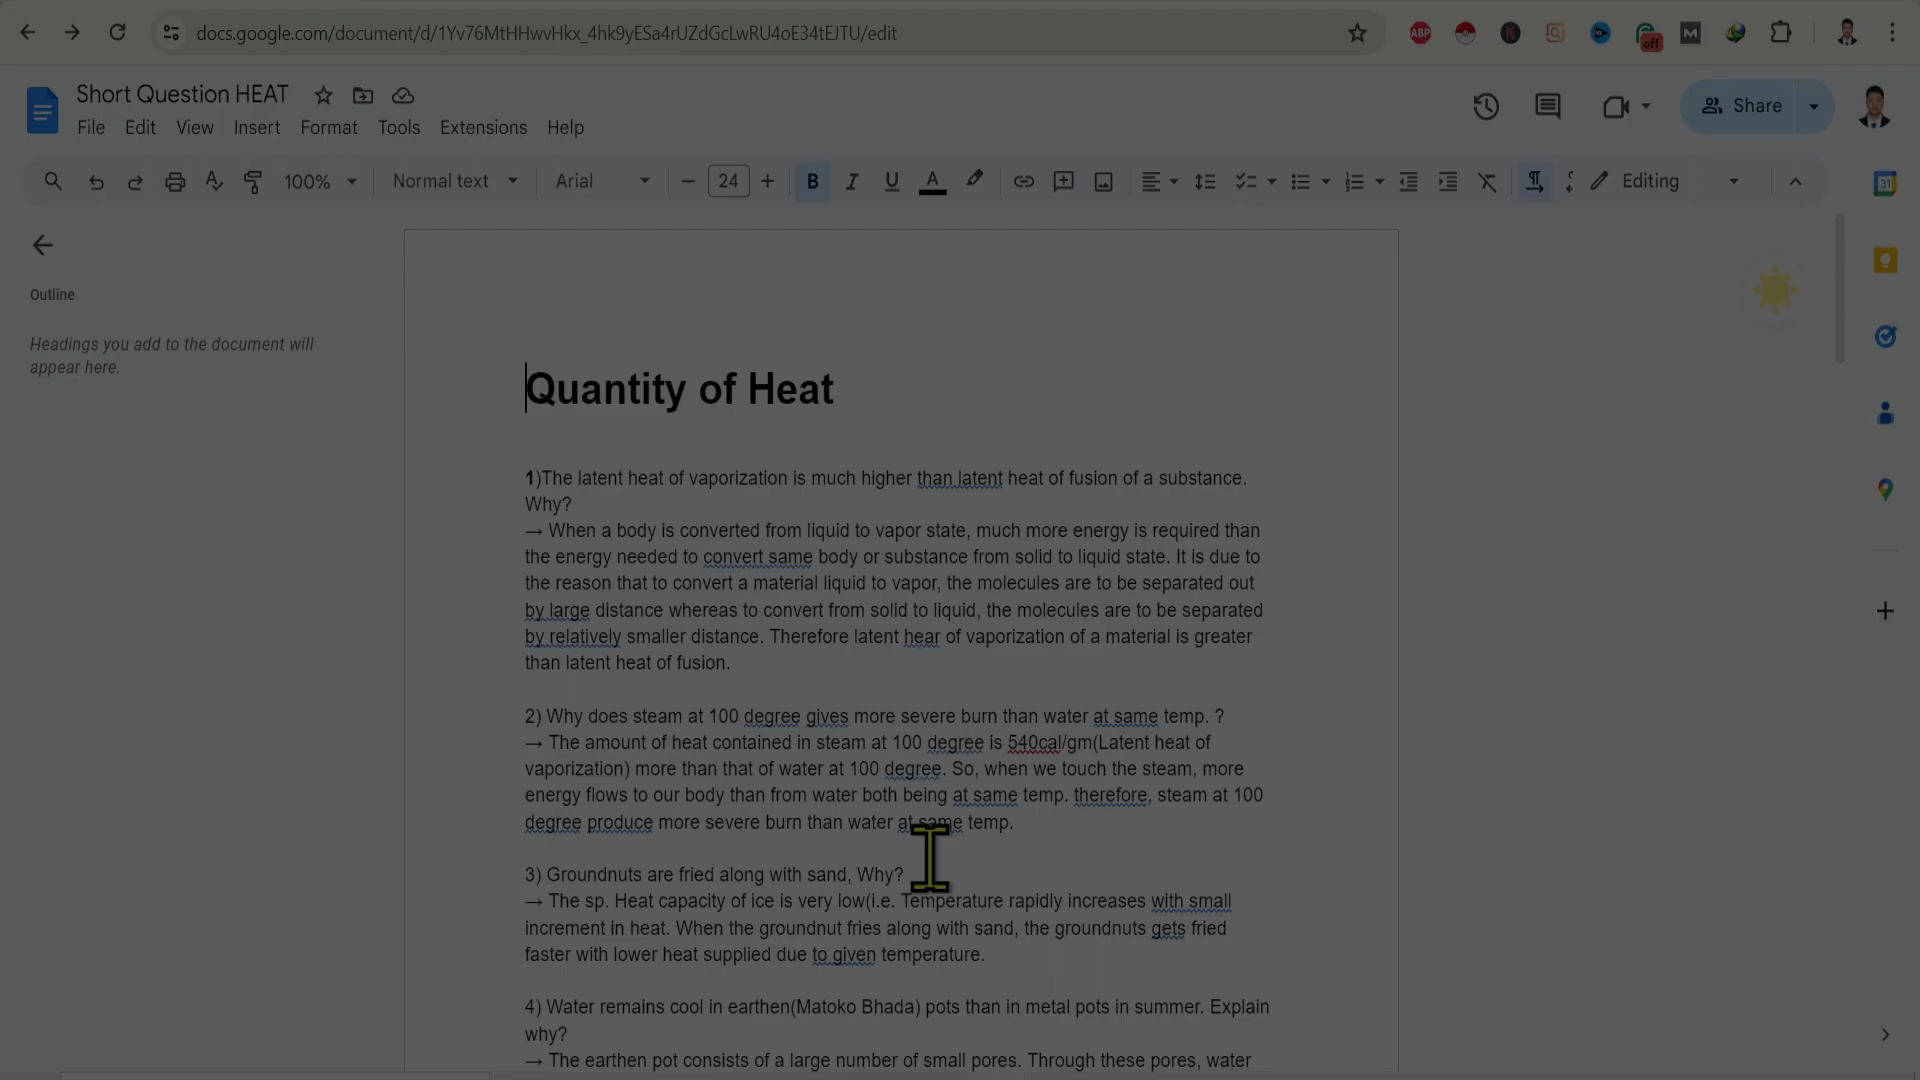 docs.google.com/document/d/1Yv76MtHHwvHkx_4hk9yESa4rUZdGcLwRU4oE34tEJTU/edit
ABP
off
Short Question HEAT
File Edit View Insert Format Tools Extensions Help
Share
100% Normal text Arial 24 Editing
31
Outline
Headings you add to the document will
appear here.
Quantity of Heat
1)The latent heat of vaporization is much higher than latent heat of fusion of a substance.
Why?
→ When a body is converted from liquid to vapor state, much more energy is required than
the energy needed to convert same body or substance from solid to liquid state. It is due to
the reason that to convert a material liquid to vapor, the molecules are to be separated out
by large distance whereas to convert from solid to liquid, the molecules are to be separated
by relatively smaller distance. Therefore latent hear of vaporization of a material is greater
than latent heat of fusion.
2) Why does steam at 100 degree gives more severe burn than water at same temp. ?
→ The amount of heat contained in steam at 100 degree is 540cal/gm(Latent heat of
vaporization) more than that of water at 100 degree. So, when we touch the steam, more
energy flows to our body than from water both being at same temp. therefore, steam at 100
degree produce more severe burn than water at same temp.
3) Groundnuts are fried along with sand, Why?
→ The sp. Heat capacity of ice is very low(i.e. Temperature rapidly increases with small
increment in heat. When the groundnut fries along with sand, the groundnuts gets fried
faster with lower heat supplied due to given temperature.
4) Water remains cool in earthen(Matoko Bhada) pots than in metal pots in summer. Explain
why?
→ The earthen pot consists of a large number of small pores. Through these pores, water